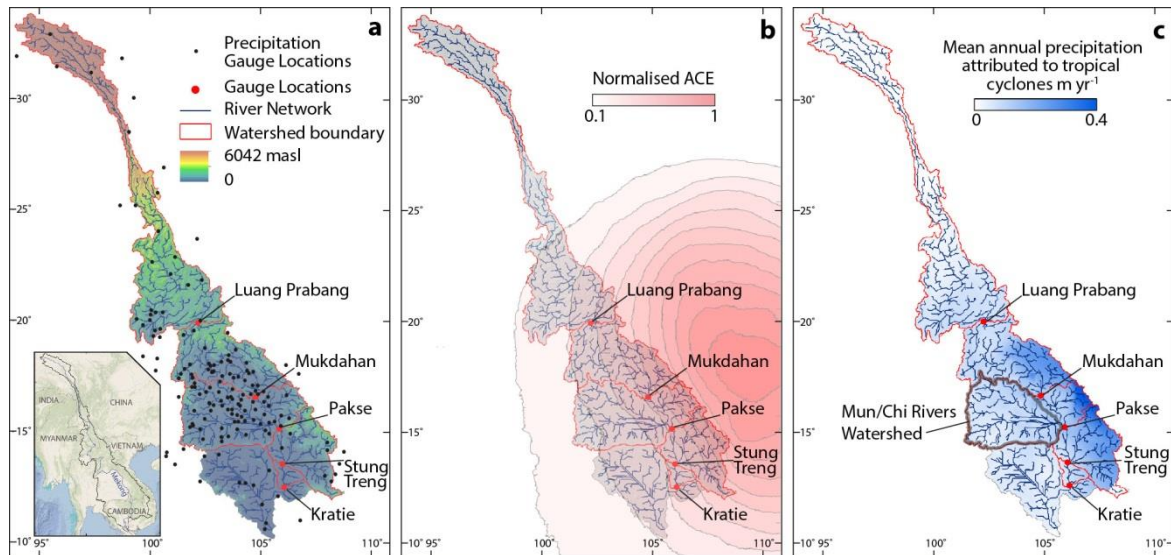 a
Precipitation
Gauge Locations
Gauge Locations
River Network
Watershed boundary
6042 masl
0
30°
25°
20°
15°
10°
95°
100°
105°
110°
Luang Prabang
Mukdahan
Pakse
Stung
Treng
Kratie
INDIA
CHINA
MYANMAR
VIETNAM
Mekong
CAMBODIA
b
Normalised ACE
0.1
1
30°
25°
20°
15°
10°
95°
100°
105°
110°
Luang Prabang
Mukdahan
Pakse
Stung
Treng
Kratie
c
Mean annual precipitation
attributed to tropical
cyclones m yr⁻¹
0
0.4
30°
25°
20°
15°
10°
95°
100°
105°
110°
Luang Prabang
Mukdahan
Mun/Chi Rivers
Watershed
Pakse
Stung
Treng
Kratie